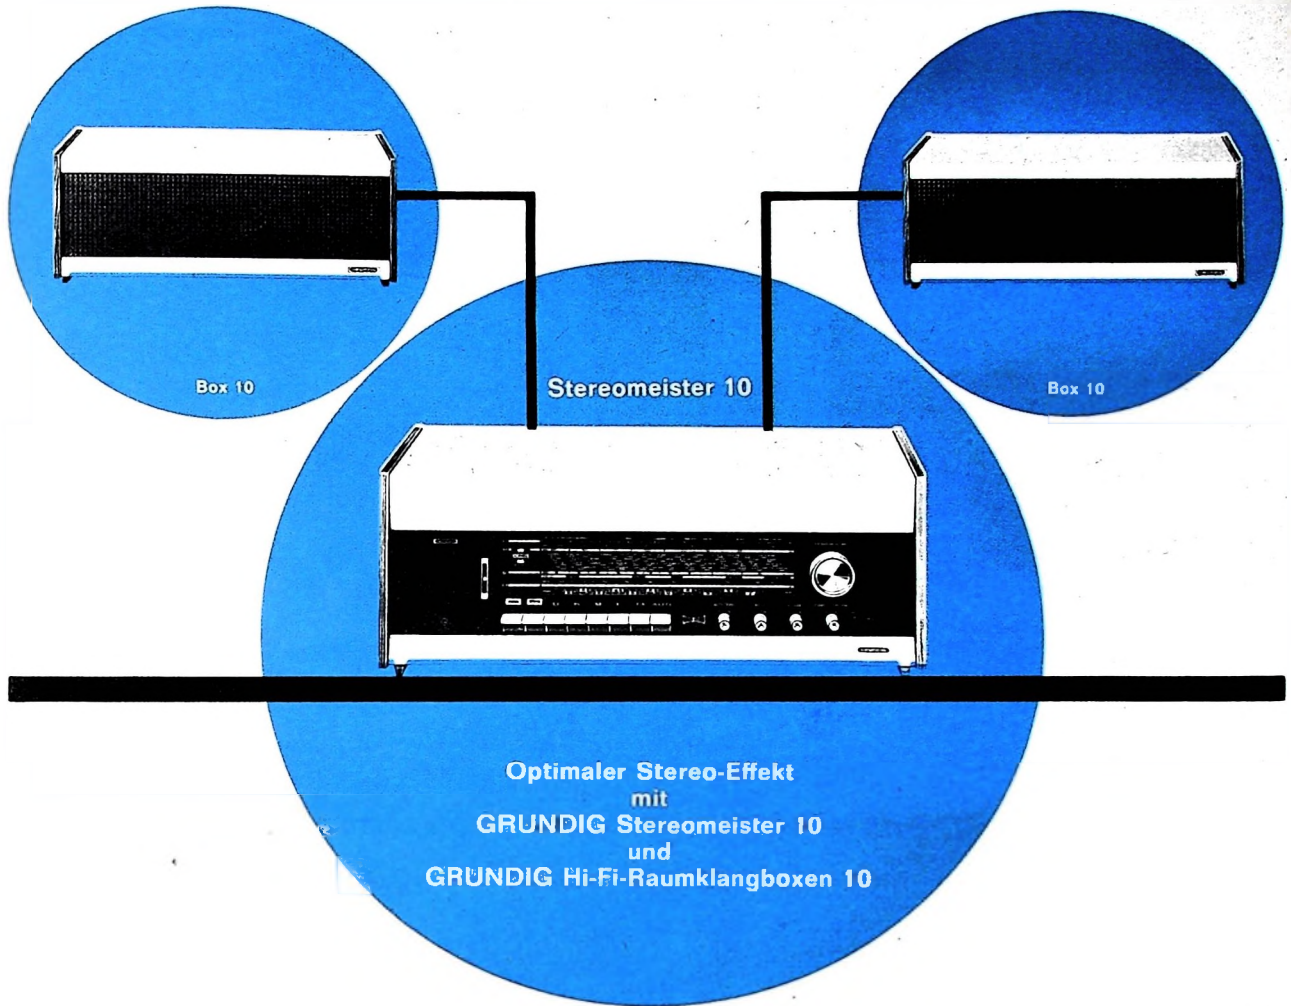 Box 10
Box 10
Stereomeister 10
Optimaler Stereo-Effekt
mit
GRUNDIG Stereomeister 10
und
GRUNDIG Hi-Fi-Raumklangboxen 10